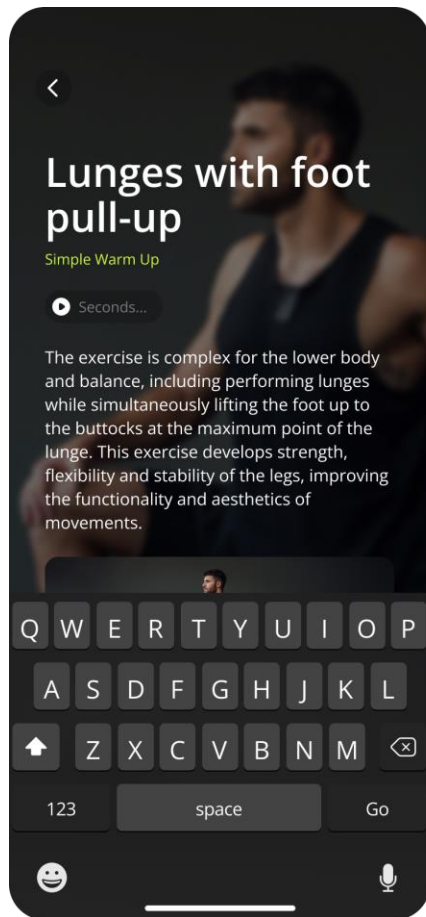 Lunges with foot
pull-up
Simple Warm Up
Seconds...
The exercise is complex for the lower body
and balance, including performing lunges
while simultaneously lifting the foot up to
the buttocks at the maximum point of the
lunge. This exercise develops strength,
flexibility and stability of the legs, improving
the functionality and aesthetics of
movements.
Q W E R T Y U I O P
A S D F G H J K L
Z X C V B N M
123 space Go